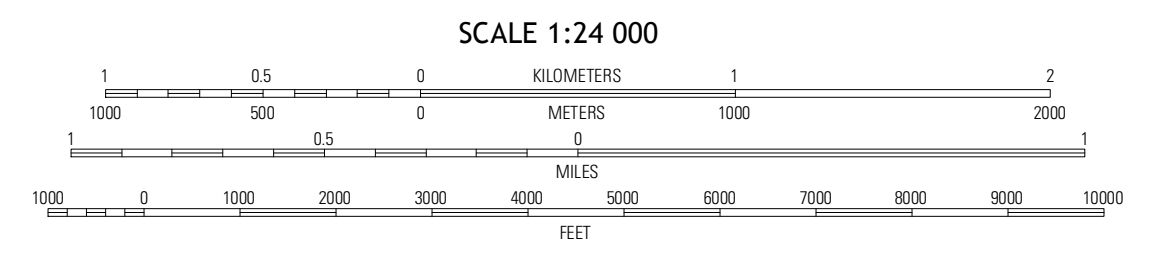 SCALE 1:24 000
1 0.5 0 KILOMETERS 1 2
1000 500 0 METERS 1000 2000
1 0.5 0 1
MILES
1000 0 1000 2000 3000 4000 5000 6000 7000 8000 9000 10000
FEET